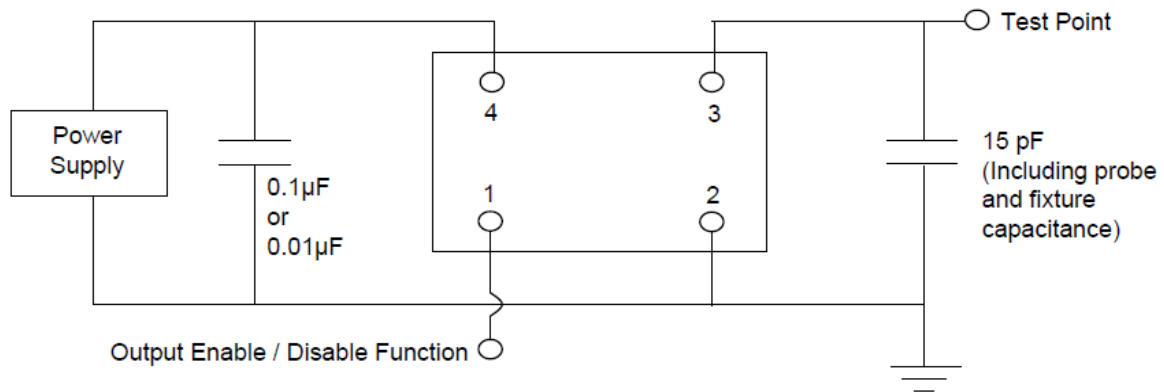 Test Point
4
3
Power
Supply
15 pF
(Including probe
and fixture
capacitance)
0.1µF
or
0.01µF
1
2
Output Enable / Disable Function